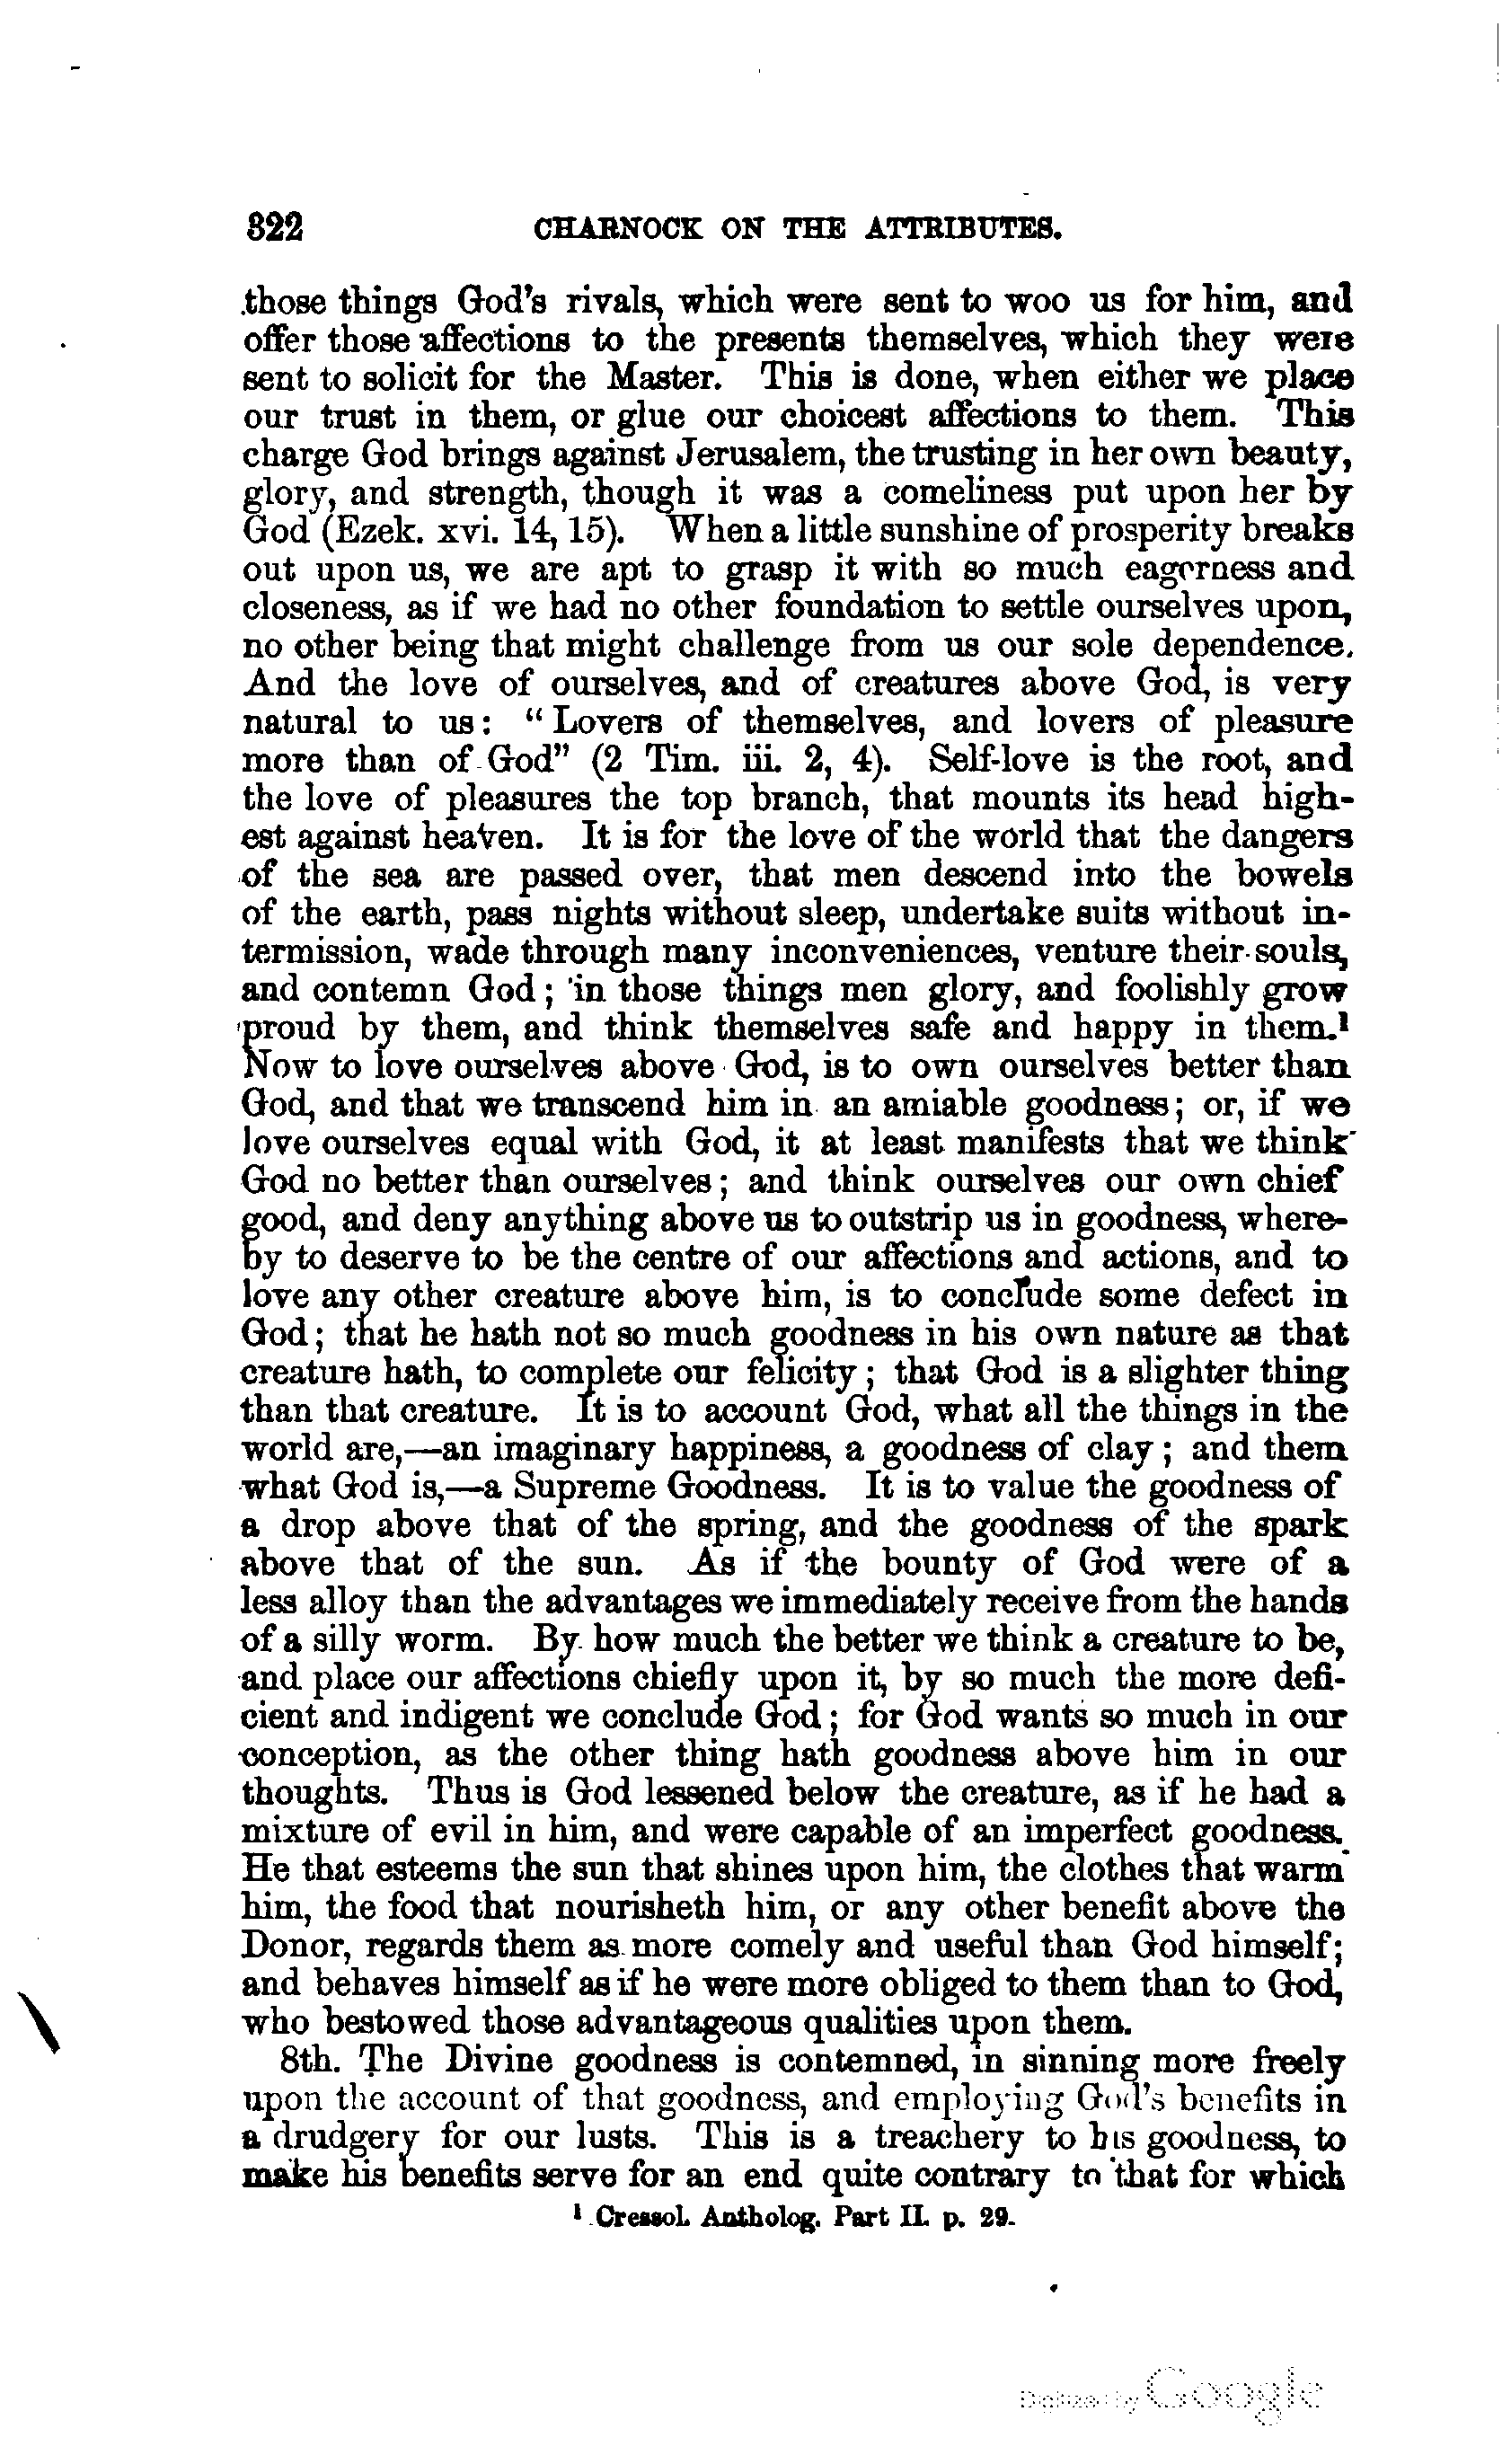 322 CHARNOCK ON THE ATTRIBUTES.
those things God's rivals, which were sent to woo us for him, and
offer those affections to the presents themselves, which they were
sent to solicit for the Master. This is done, when either we place
our trust in them, or glue our choicest affections to them. This
charge God brings against Jerusalem, the trusting in her own beauty,
glory, and strength, though it was a comeliness put upon her by
God (Ezek. xvi. 14, 15). When a little sunshine of prosperity breaks
out upon us, we are apt to grasp it with so much eagerness and
closeness, as if we had no other foundation to settle ourselves upon,
no other being that might challenge from us our sole dependence.
And the love of ourselves, and of creatures above God, is very
natural to us: "Lovers of themselves, and lovers of pleasure
more than of God" (2 Tim. iii. 2, 4). Self-love is the root, and
the love of pleasures the top branch, that mounts its head high-
est against heaven. It is for the love of the world that the dangers
of the sea are passed over, that men descend into the bowels
of the earth, pass nights without sleep, undertake suits without in-
termission, wade through many inconveniences, venture their souls,
and contemn God; in those things men glory, and foolishly grow
proud by them, and think themselves safe and happy in them.¹
Now to love ourselves above God, is to own ourselves better than
God, and that we transcend him in an amiable goodness; or, if we
love ourselves equal with God, it at least manifests that we think
God no better than ourselves; and think ourselves our own chief
good, and deny anything above us to outstrip us in goodness, where-
by to deserve to be the centre of our affections and actions, and to
love any other creature above him, is to conclude some defect in
God; that he hath not so much goodness in his own nature as that
creature hath, to complete our felicity; that God is a slighter thing
than that creature. It is to account God, what all the things in the
world are,—an imaginary happiness, a goodness of clay; and them
what God is,—a Supreme Goodness. It is to value the goodness of
a drop above that of the spring, and the goodness of the spark
above that of the sun. As if the bounty of God were of a
less alloy than the advantages we immediately receive from the hands
of a silly worm. By how much the better we think a creature to be,
and place our affections chiefly upon it, by so much the more defi-
cient and indigent we conclude God; for God wants so much in our
conception, as the other thing hath goodness above him in our
thoughts. Thus is God lessened below the creature, as if he had a
mixture of evil in him, and were capable of an imperfect goodness.
He that esteems the sun that shines upon him, the clothes that warm
him, the food that nourisheth him, or any other benefit above the
Donor, regards them as more comely and useful than God himself;
and behaves himself as if he were more obliged to them than to God,
who bestowed those advantageous qualities upon them.
8th. The Divine goodness is contemned, in sinning more freely
upon the account of that goodness, and employing God's benefits in
a drudgery for our lusts. This is a treachery to his goodness, to
make his benefits serve for an end quite contrary to that for which
¹ Cressol. Antholog. Part II. p. 29.
Digitized by Google